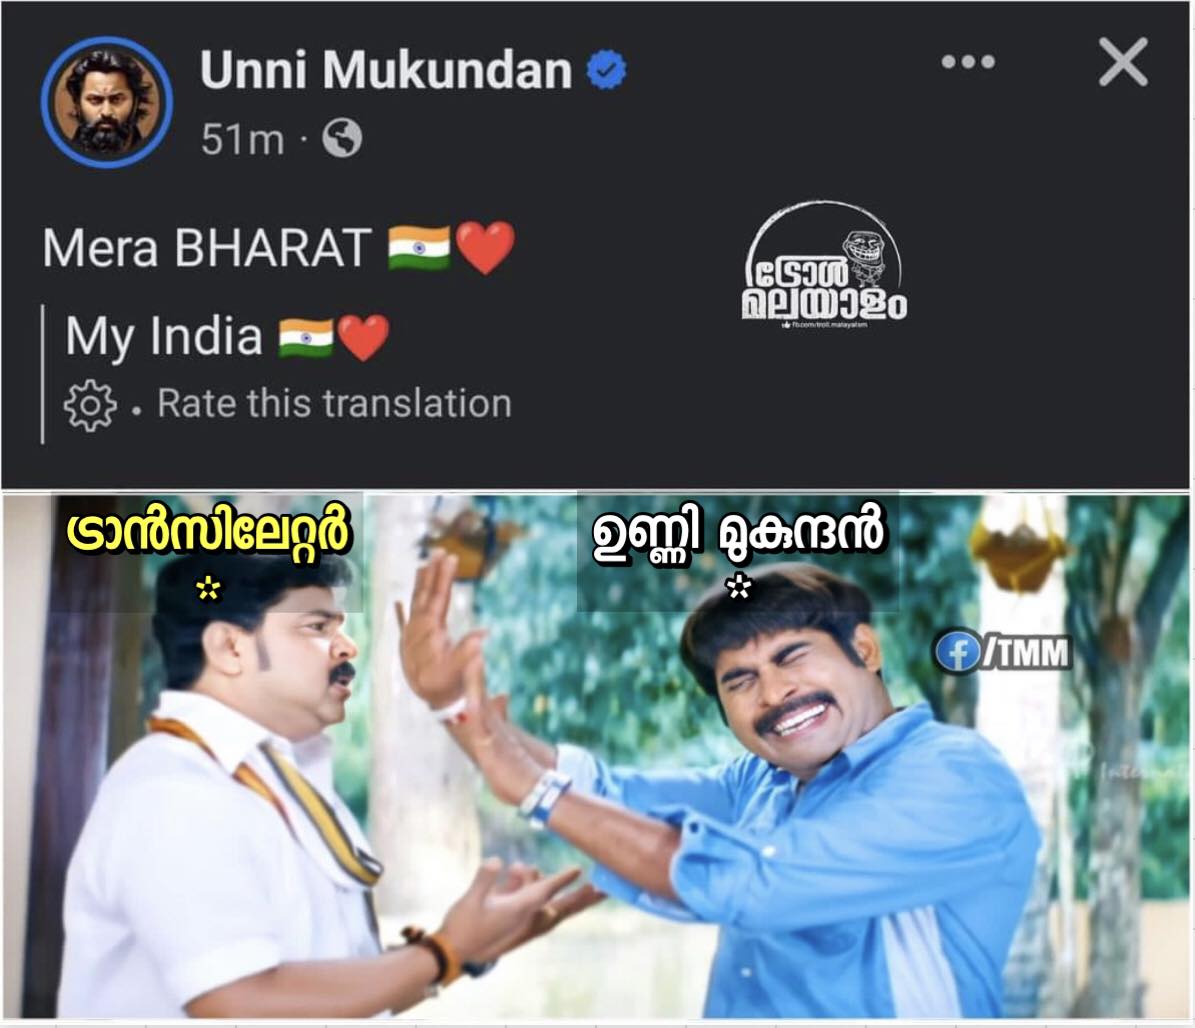 Unni Mukundan
51m ·
Mera BHARAT 🇮🇳❤️
My India 🇮🇳❤️
• Rate this translation
ട്രോൾ
മലയാളം
fb.com/troll.malayalam
ട്രാൻസിലേറ്റർ
*
ഉണ്ണി മുകുന്ദൻ
*
f/TMM